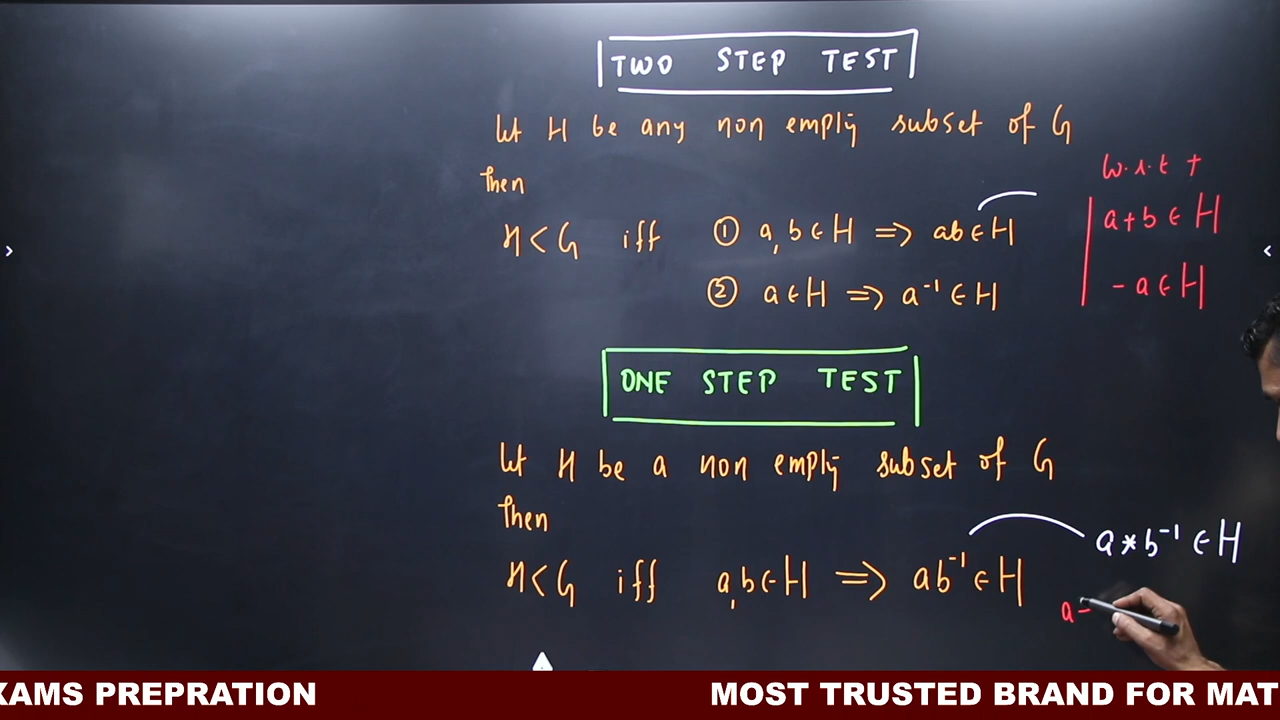 TWO STEP TEST
Let H be any non empty subset of G
Then
H < G iff ① a, b ∈ H ⇒ ab ∈ H
② a ∈ H ⇒ a⁻¹ ∈ H
w.r.t +
a+b ∈ H
-a ∈ H
ONE STEP TEST
Let H be a non empty subset of G
Then
H < G iff a, b ∈ H ⇒ ab⁻¹ ∈ H
a * b⁻¹ ∈ H
a-
XAMS PREPRATION
MOST TRUSTED BRAND FOR MAT